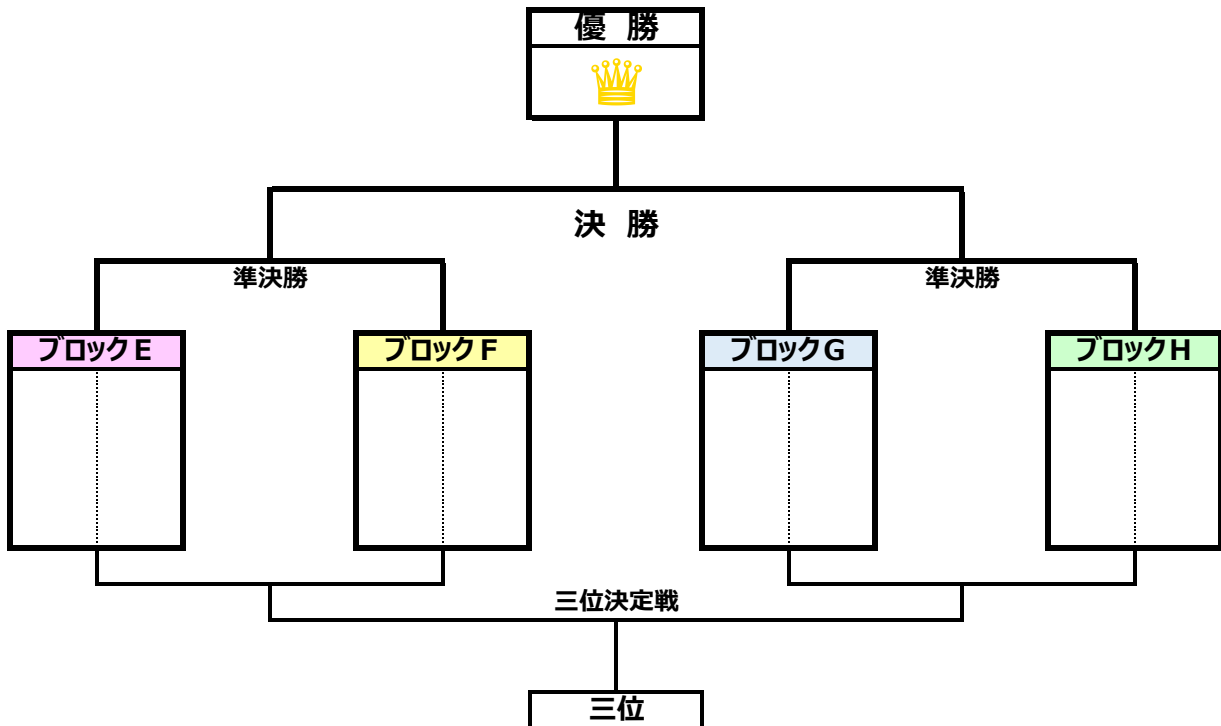 優 勝
決 勝
準決勝
準決勝
ブロックE
ブロックF
ブロックG
ブロックH
三位決定戦
三位